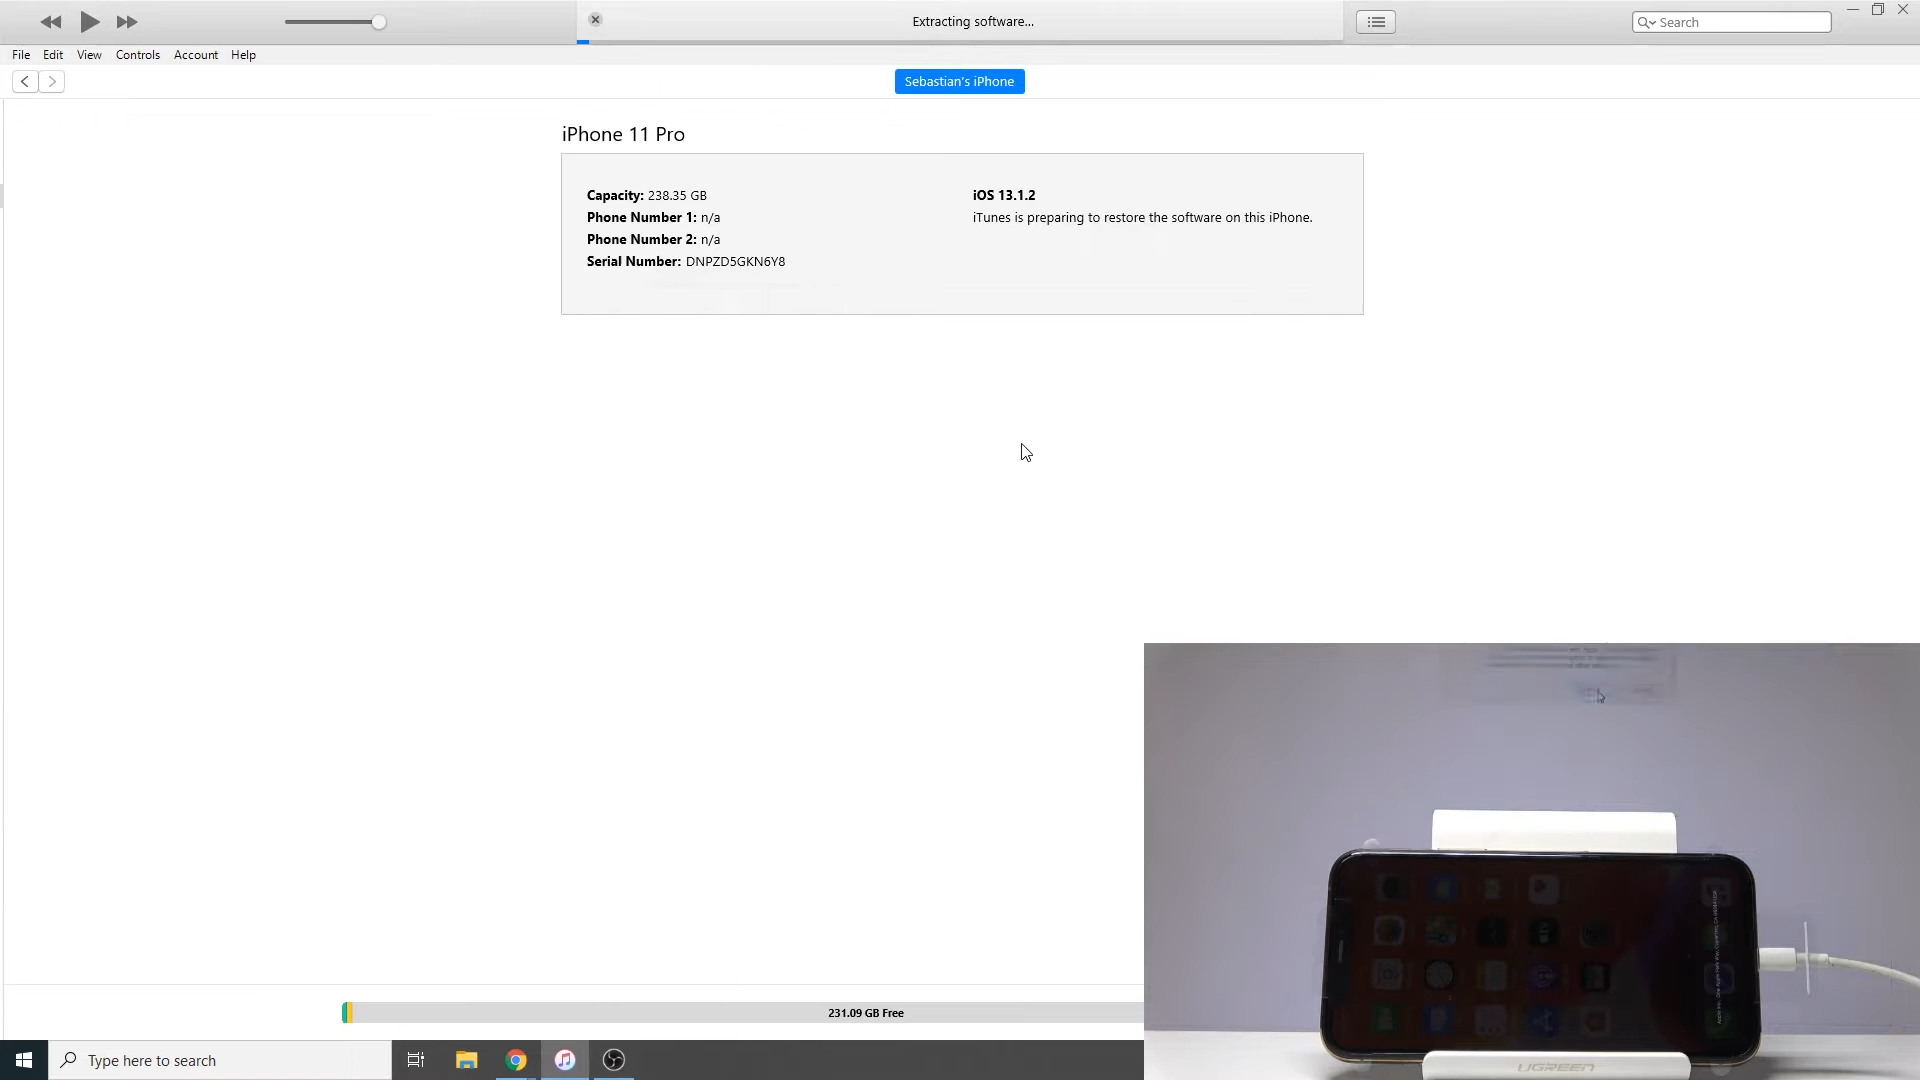 Extracting software...
Search
File Edit View Controls Account Help
Sebastian's iPhone
iPhone 11 Pro
Capacity: 238.35 GB
Phone Number 1: n/a
Phone Number 2: n/a
Serial Number: DNPZD5GKN6Y8
iOS 13.1.2
iTunes is preparing to restore the software on this iPhone.
231.09 GB Free
UGREEN
Type here to search